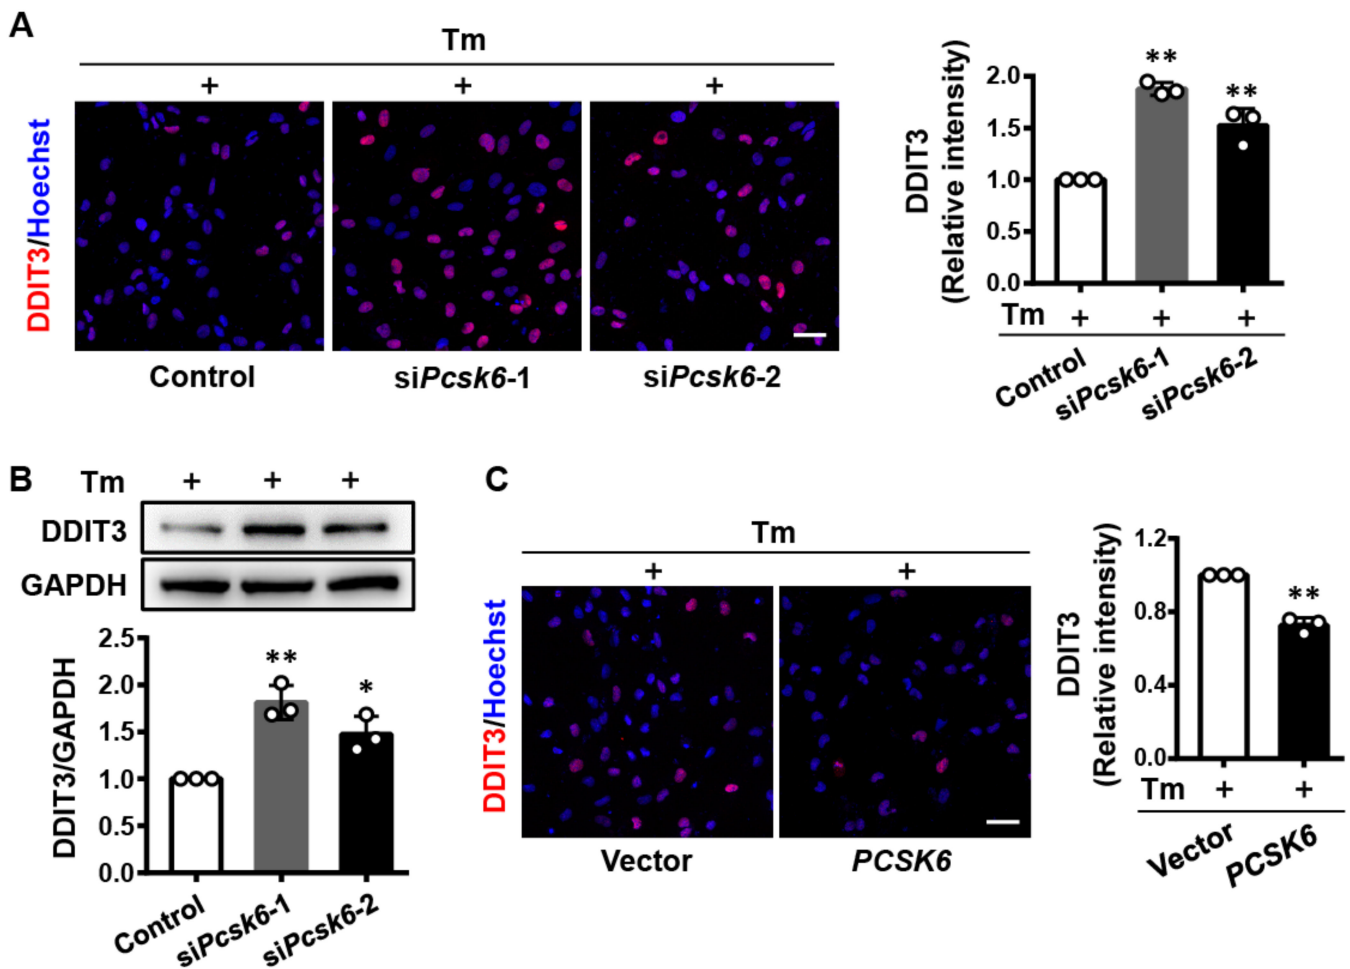 A
Tm
+ + +
DDIT3/Hoechst
Control siPcsk6-1 siPcsk6-2
DDIT3
(Relative intensity)
2.0
1.5
1.0
0.5
0.0
** **
Tm + + +
Control siPcsk6-1 siPcsk6-2
B
Tm + + +
DDIT3
GAPDH
DDIT3/GAPDH
2.5
2.0
1.5
1.0
0.5
0.0
** *
Control siPcsk6-1 siPcsk6-2
C
Tm
+ +
DDIT3/Hoechst
Vector PCSK6
DDIT3
(Relative intensity)
1.2
0.8
0.4
0.0
**
Tm + +
Vector PCSK6